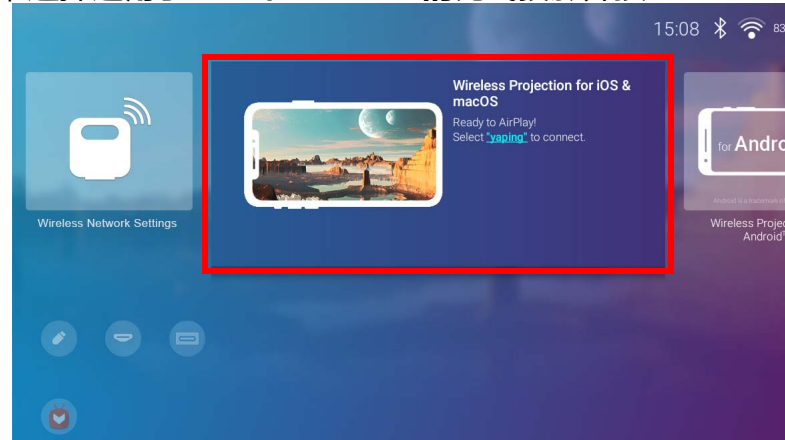 15:08
83
Wireless Projection for iOS &
macOS
Ready to AirPlay!
Select "yaping" to connect.
for Andro
Wireless Network Settings
Wireless Projec
Android